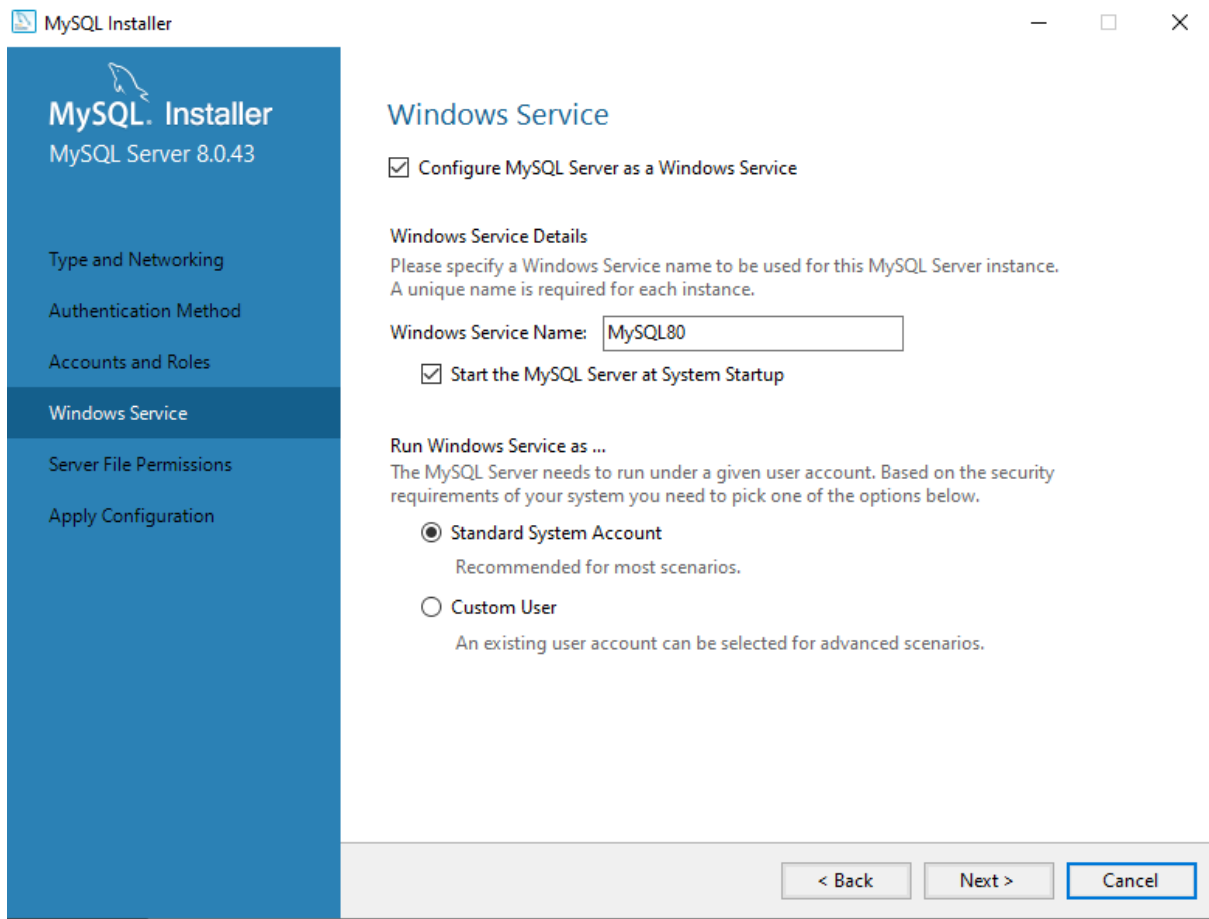 MySQL Installer
MySQL. Installer
MySQL Server 8.0.43
Type and Networking
Authentication Method
Accounts and Roles
Windows Service
Server File Permissions
Apply Configuration
Windows Service
Configure MySQL Server as a Windows Service
Windows Service Details
Please specify a Windows Service name to be used for this MySQL Server instance.
A unique name is required for each instance.
Windows Service Name: MySQL80
Start the MySQL Server at System Startup
Run Windows Service as ...
The MySQL Server needs to run under a given user account. Based on the security
requirements of your system you need to pick one of the options below.
Standard System Account
Recommended for most scenarios.
Custom User
An existing user account can be selected for advanced scenarios.
< Back Next > Cancel